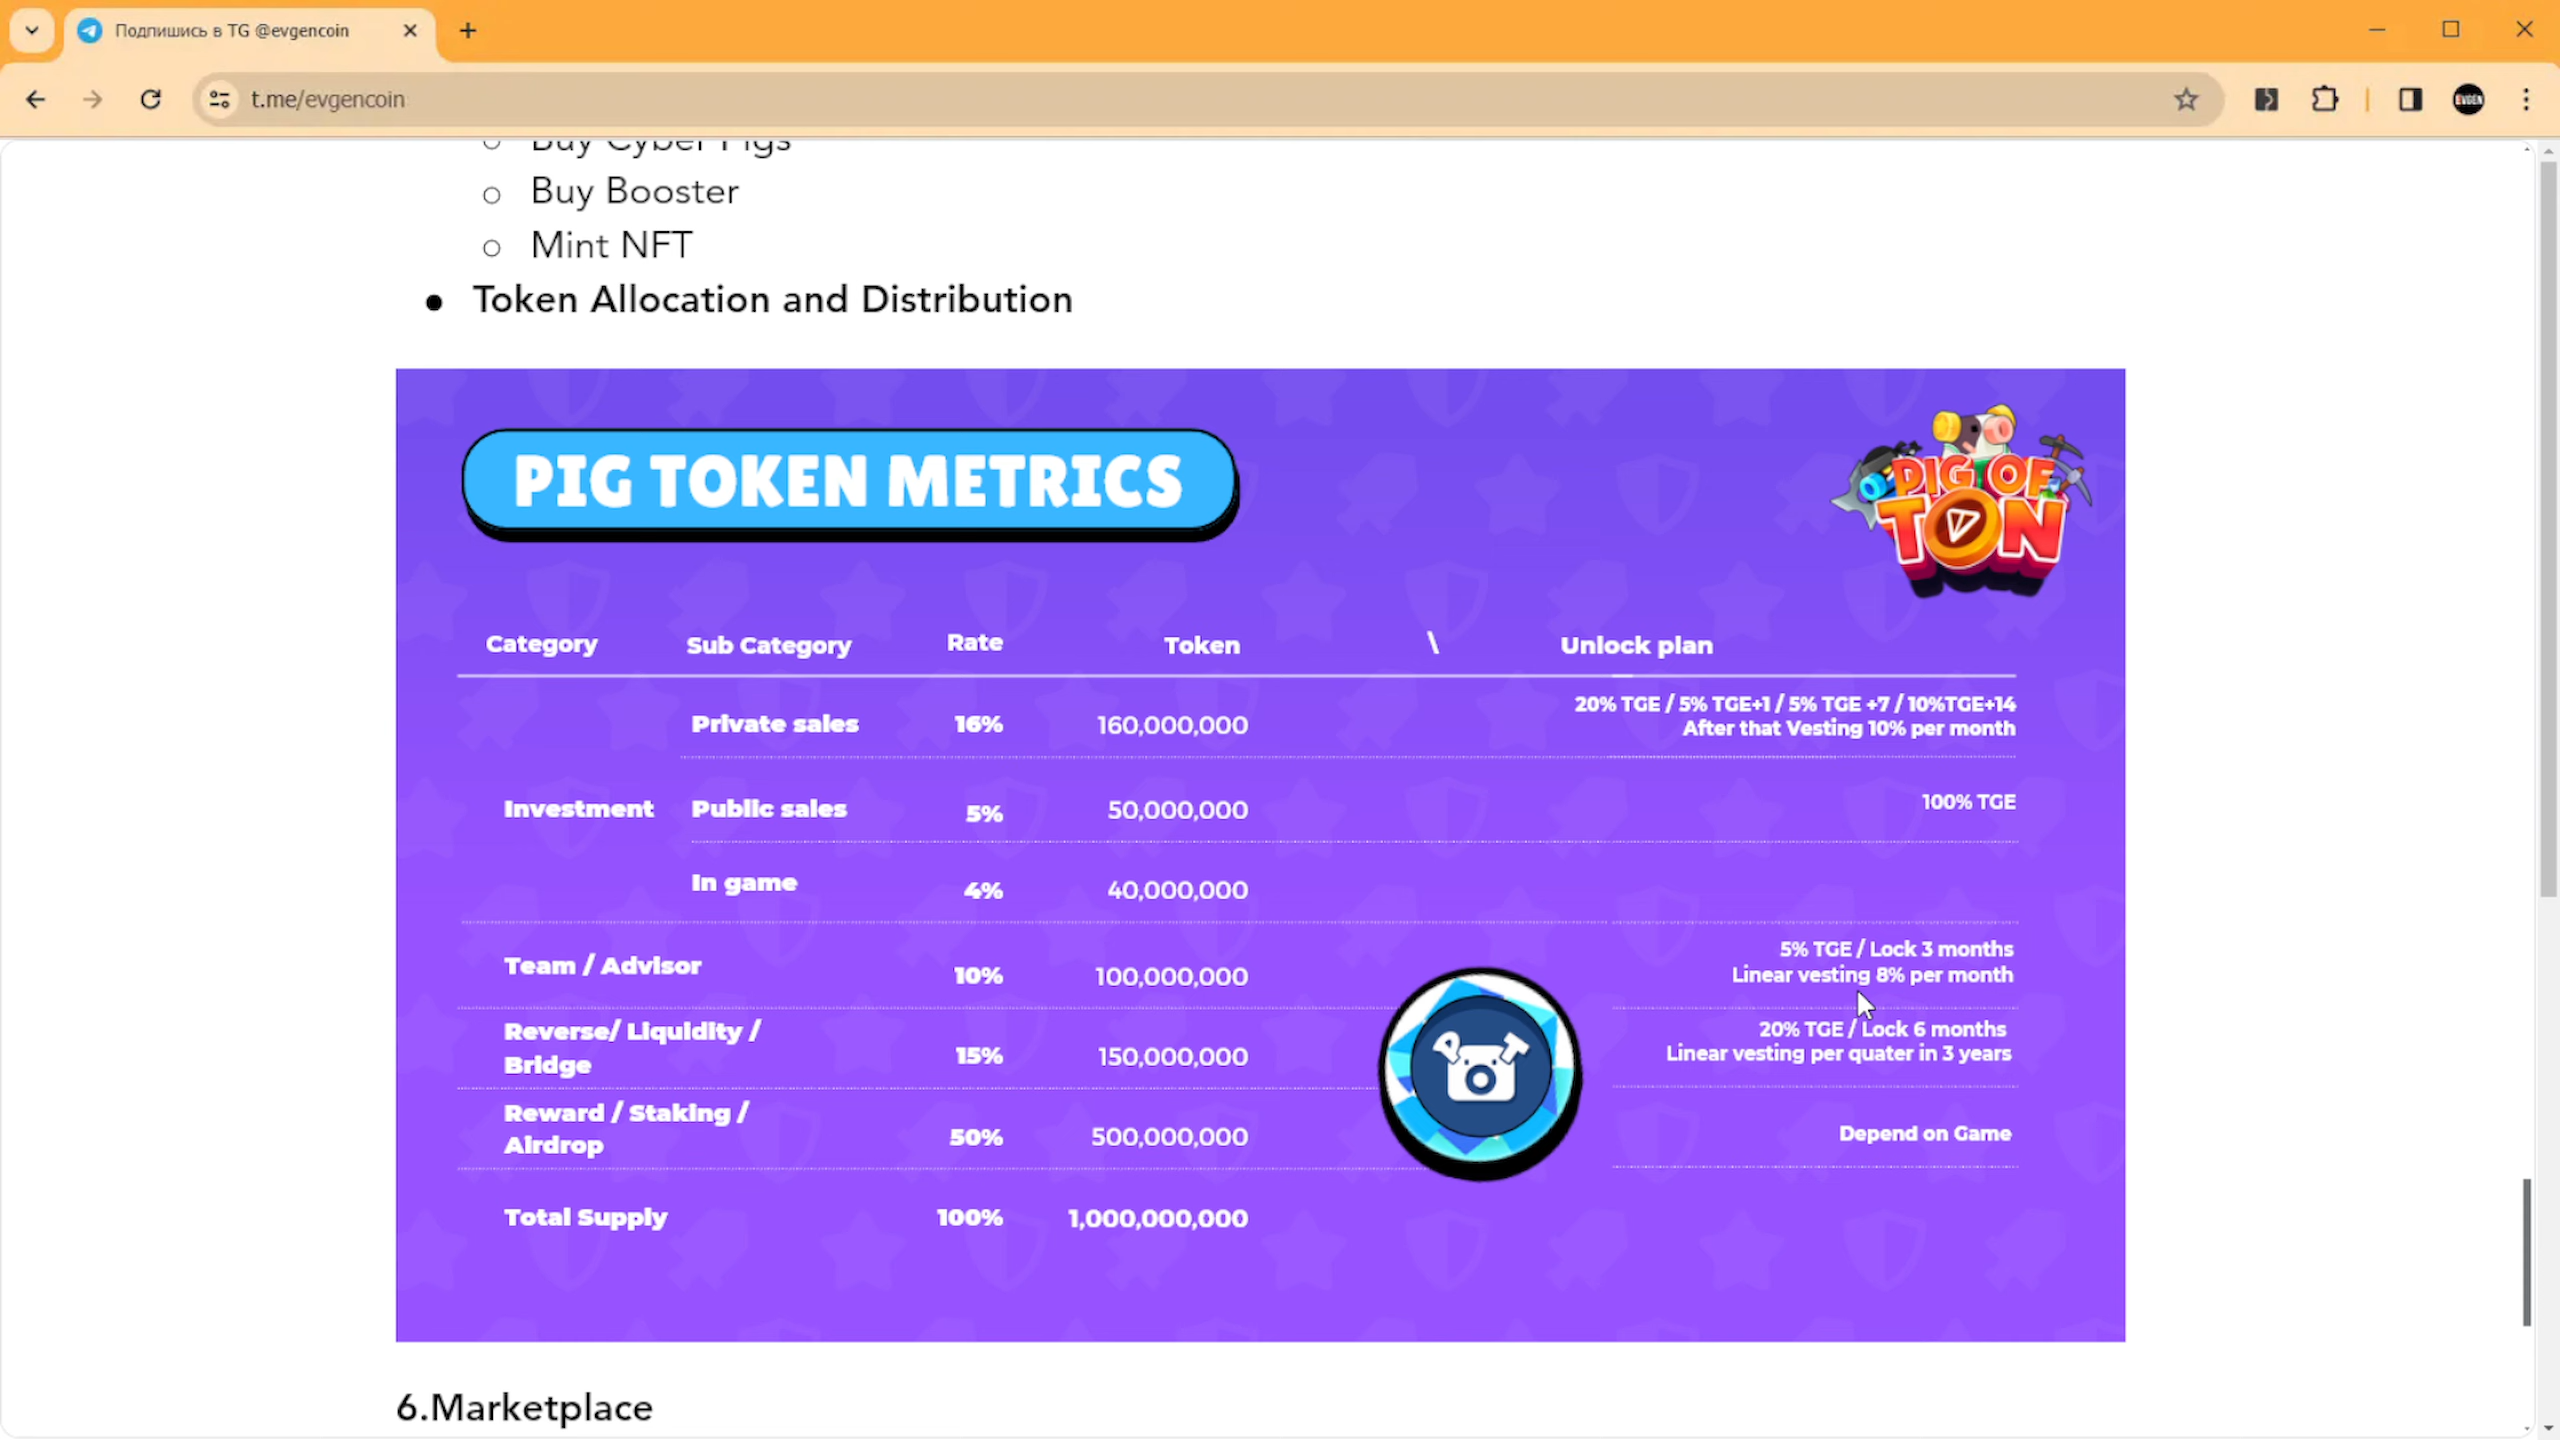 Подпишись в TG @evgencoin
t.me/evgencoin
EVGEN
Buy Cyber Pigs
Buy Booster
Mint NFT
Token Allocation and Distribution
PIG TOKEN METRICS
PIG OF
TON
Category Sub Category Rate Token \ Unlock plan
Private sales 16% 160,000,000 20% TGE / 5% TGE+1 / 5% TGE +7 / 10%TGE+14
After that Vesting 10% per month
Investment Public sales 5% 50,000,000 100% TGE
In game 4% 40,000,000
Team / Advisor 10% 100,000,000 5% TGE / Lock 3 months
Linear vesting 8% per month
Reverse/ Liquidity /
Bridge 15% 150,000,000 20% TGE / Lock 6 months
Linear vesting per quater in 3 years
Reward / Staking /
Airdrop 50% 500,000,000 Depend on Game
Total Supply 100% 1,000,000,000
6.Marketplace